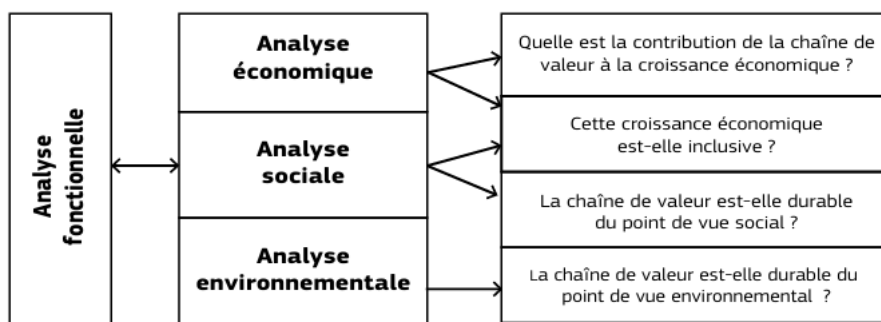 Analyse
fonctionnelle
Analyse
économique
Analyse
sociale
Analyse
environnementale
Quelle est la contribution de la chaîne de
valeur à la croissance économique ?
Cette croissance économique
est-elle inclusive ?
La chaîne de valeur est-elle durable
du point de vue social ?
La chaîne de valeur est-elle durable du
point de vue environnemental ?